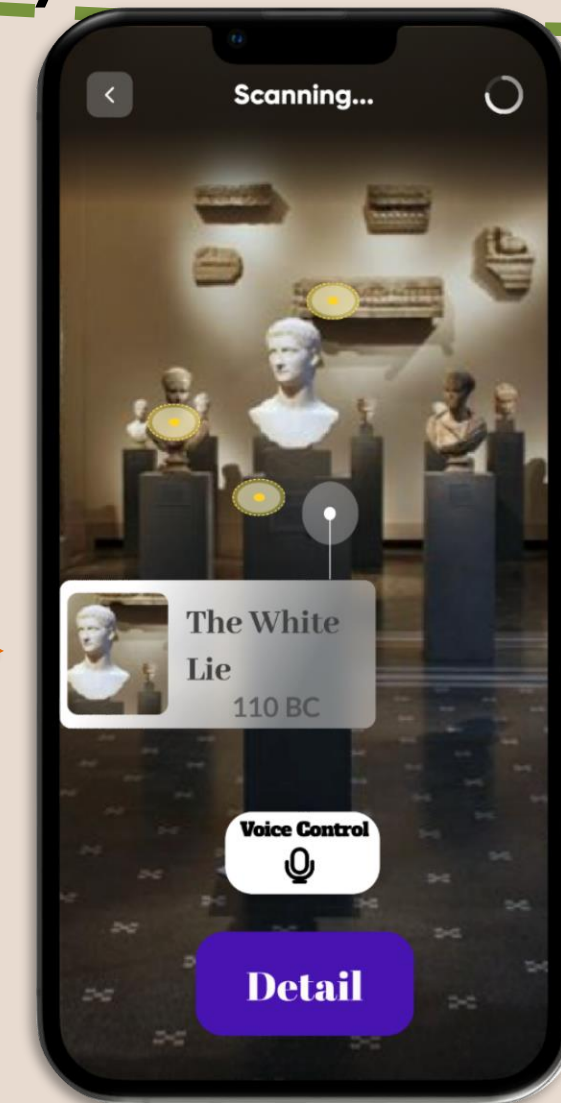 Scanning...
The White
Lie
110 BC
Voice Control
Detail